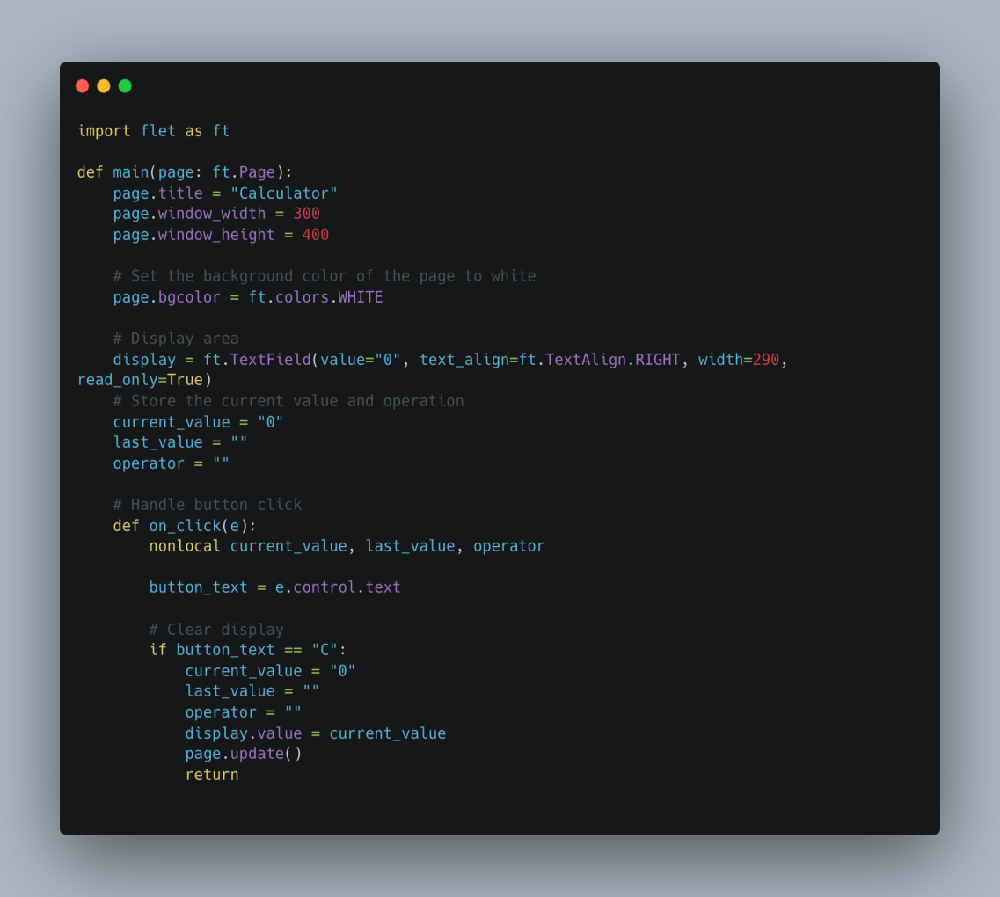 import flet as ft
def main(page: ft.Page):
    page.title = "Calculator"
    page.window_width = 300
    page.window_height = 400
    # Set the background color of the page to white
    page.bgcolor = ft.colors.WHITE
    # Display area
    display = ft.TextField(value="0", text_align=ft.TextAlign.RIGHT, width=290,
read_only=True)
    # Store the current value and operation
    current_value = "0"
    last_value = ""
    operator = ""
    # Handle button click
    def on_click(e):
        nonlocal current_value, last_value, operator
        button_text = e.control.text
        # Clear display
        if button_text == "C":
            current_value = "0"
            last_value = ""
            operator = ""
            display.value = current_value
            page.update()
            return